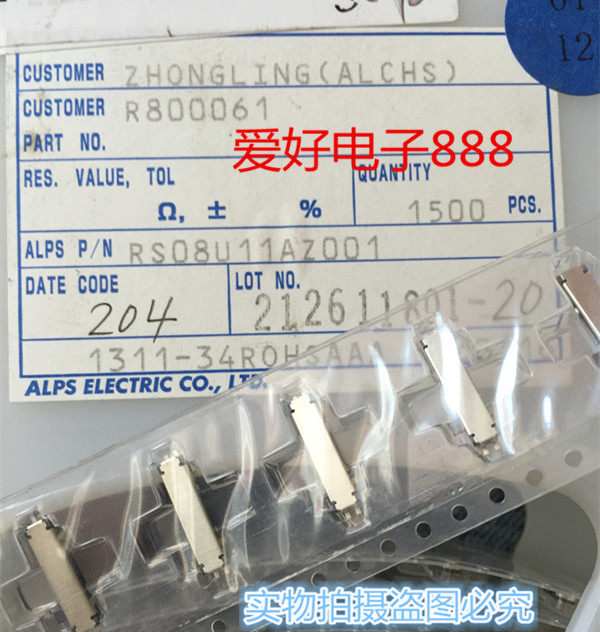 CUSTOMER ZHONGLING(ALCHS)
CUSTOMER R800061
PART NO.
爱好电子888
RES. VALUE, TOL
Ω, ± %
QUANTITY
1500 PCS.
ALPS P/N RS08U11AZ001
DATE CODE
204
LOT NO.
212611801-20
1311-34ROHSAAA
ALPS ELECTRIC CO., LTD.
12
实物拍摄盗图必究